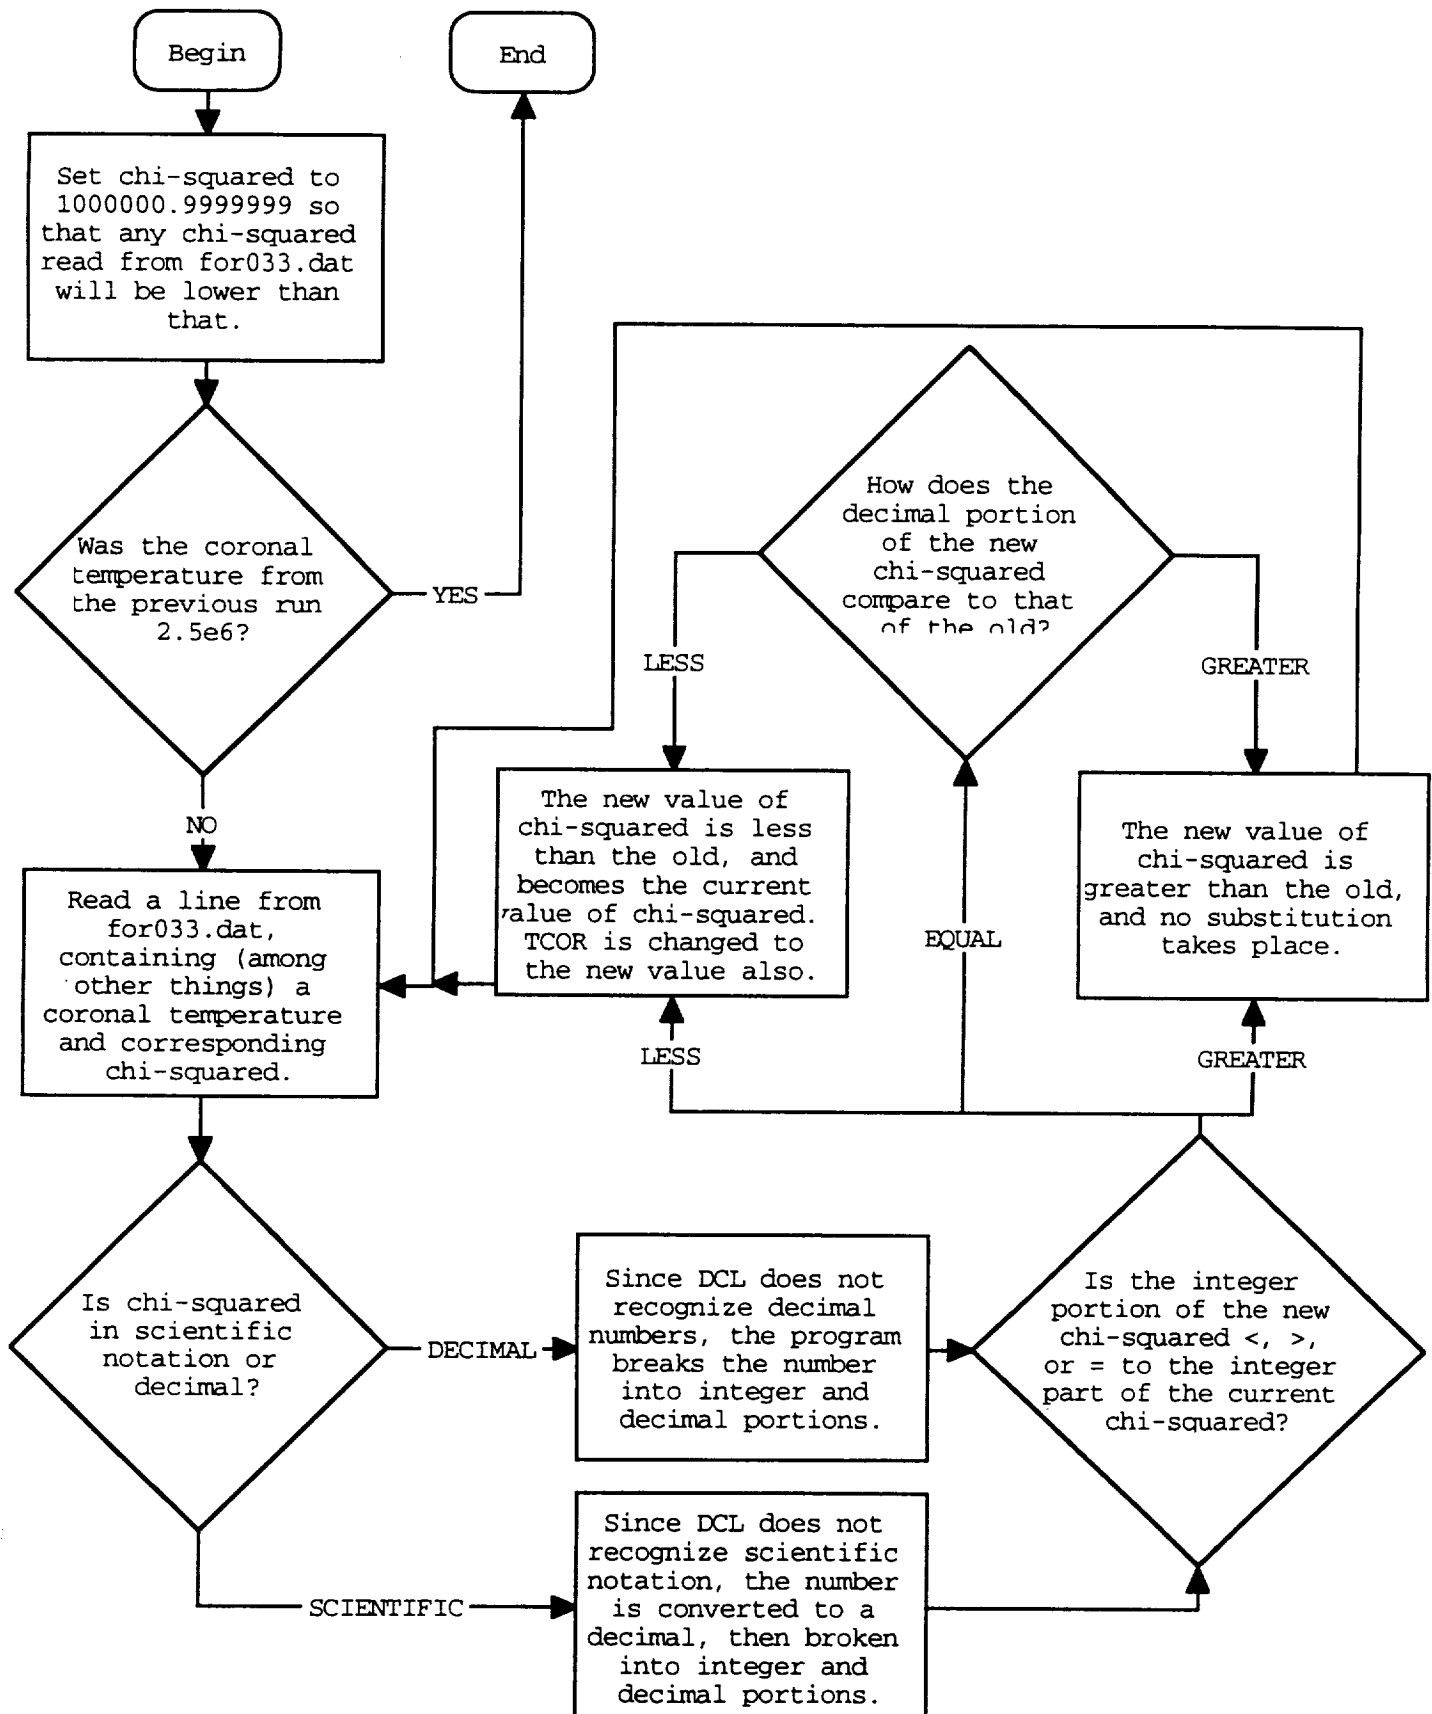 Begin
End
Set chi-squared to
1000000.9999999 so
that any chi-squared
read from for033.dat
will be lower than
that.
Was the coronal
temperature from
the previous run
2.5e6?
YES
NO
How does the
decimal portion
of the new
chi-squared
compare to that
of the old?
LESS
GREATER
The new value of
chi-squared is less
than the old, and
becomes the current
value of chi-squared.
TCOR is changed to
the new value also.
The new value of
chi-squared is
greater than the old,
and no substitution
takes place.
EQUAL
Read a line from
for033.dat,
containing (among
other things) a
coronal temperature
and corresponding
chi-squared.
LESS
GREATER
Is chi-squared
in scientific
notation or
decimal?
DECIMAL
Since DCL does not
recognize decimal
numbers, the program
breaks the number
into integer and
decimal portions.
Is the integer
portion of the new
chi-squared <, >,
or = to the integer
part of the current
chi-squared?
SCIENTIFIC
Since DCL does not
recognize scientific
notation, the number
is converted to a
decimal, then broken
into integer and
decimal portions.